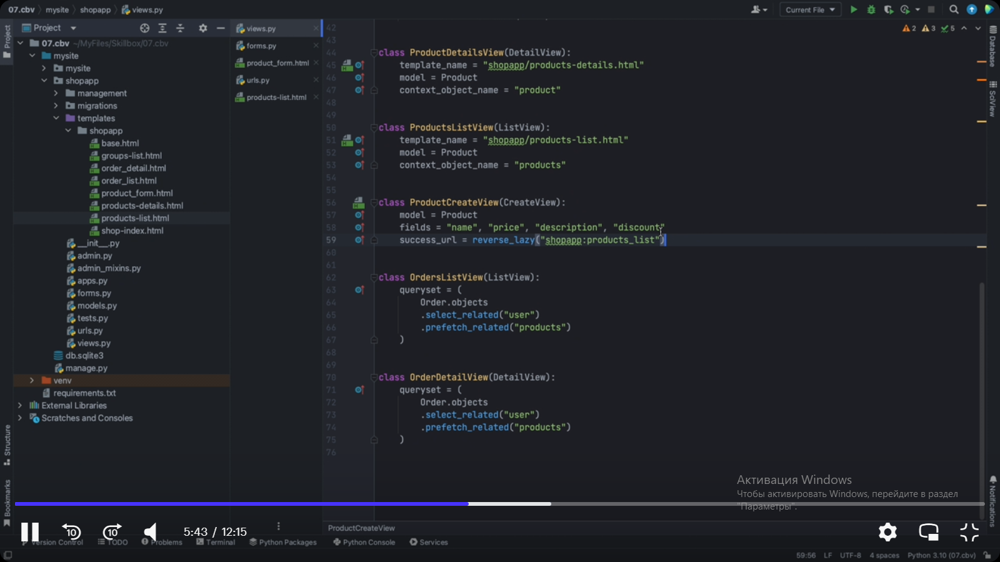 07.cbv mysite shopapp views.py
Current File
Project
07.cbv ~/MyFiles/Skillbox/07.cbv
mysite
mysite
shopapp
management
migrations
templates
shopapp
base.html
groups-list.html
order_detail.html
order_list.html
product_form.html
products-details.html
products-list.html
shop-index.html
__init__.py
admin.py
admin_mixins.py
apps.py
forms.py
models.py
tests.py
urls.py
views.py
db.sqlite3
manage.py
venv
requirements.txt
External Libraries
Scratches and Consoles
Project
Structure
Bookmarks
views.py
forms.py
product_form.html
urls.py
products-list.html
2 3 5
42
43
44 class ProductDetailsView(DetailView):
45 template_name = "shopapp/products-details.html"
46 model = Product
47 context_object_name = "product"
48
49
50 class ProductsListView(ListView):
51 template_name = "shopapp/products-list.html"
52 model = Product
53 context_object_name = "products"
54
55
56 class ProductCreateView(CreateView):
57 model = Product
58 fields = "name", "price", "description", "discount"
59 success_url = reverse_lazy("shopapp:products_list")
60
61
62 class OrdersListView(ListView):
63 queryset = (
64 Order.objects
65 .select_related("user")
66 .prefetch_related("products")
67 )
68
69
70 class OrderDetailView(DetailView):
71 queryset = (
72 Order.objects
73 .select_related("user")
74 .prefetch_related("products")
75 )
76
Database
SciView
Notifications
Активация Windows
Чтобы активировать Windows, перейдите в раздел
"Параметры".
ProductCreateView
10 10 5:43 / 12:15
Version Control TODO Problems Terminal Python Packages Python Console Services
59:56 LF UTF-8 4 spaces Python 3.10 (07.cbv)